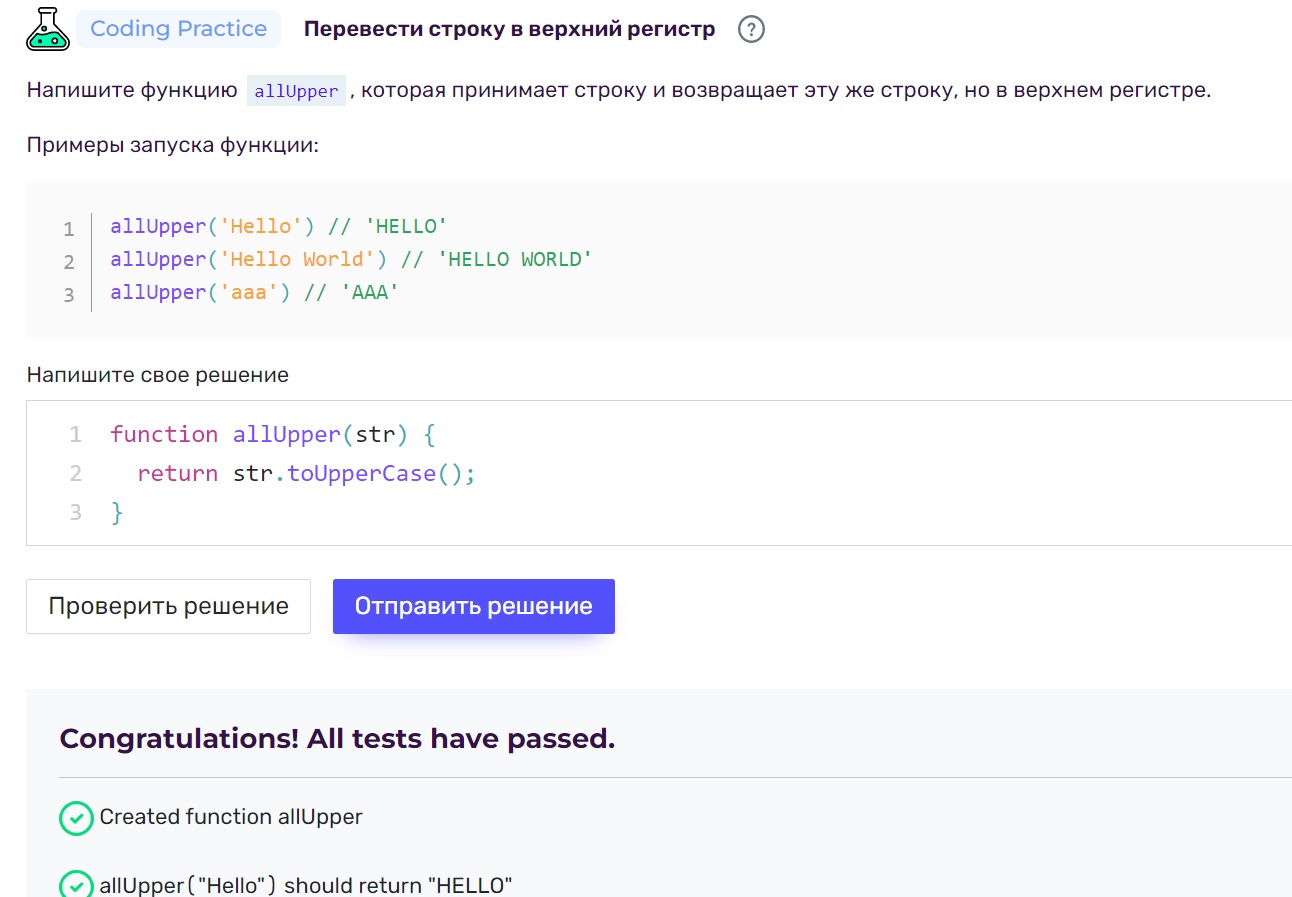 Coding Practice Перевести строку в верхний регистр ?
Напишите функцию allUpper , которая принимает строку и возвращает эту же строку, но в верхнем регистре.
Примеры запуска функции:
1 allUpper('Hello') // 'HELLO'
2 allUpper('Hello World') // 'HELLO WORLD'
3 allUpper('aaa') // 'AAA'
Напишите свое решение
1 function allUpper(str) {
2 return str.toUpperCase();
3 }
Проверить решение Отправить решение
Congratulations! All tests have passed.
Created function allUpper
allUpper("Hello") should return "HELLO"